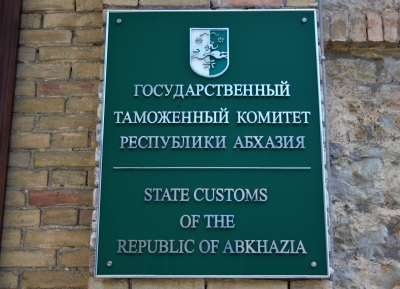 ГОСУДАРСТВЕННЫЙ
ТАМОЖЕННЫЙ КОМИТЕТ
РЕСПУБЛИКИ АБХАЗИЯ
STATE CUSTOMS
OF THE
REPUBLIC OF ABKHAZIA